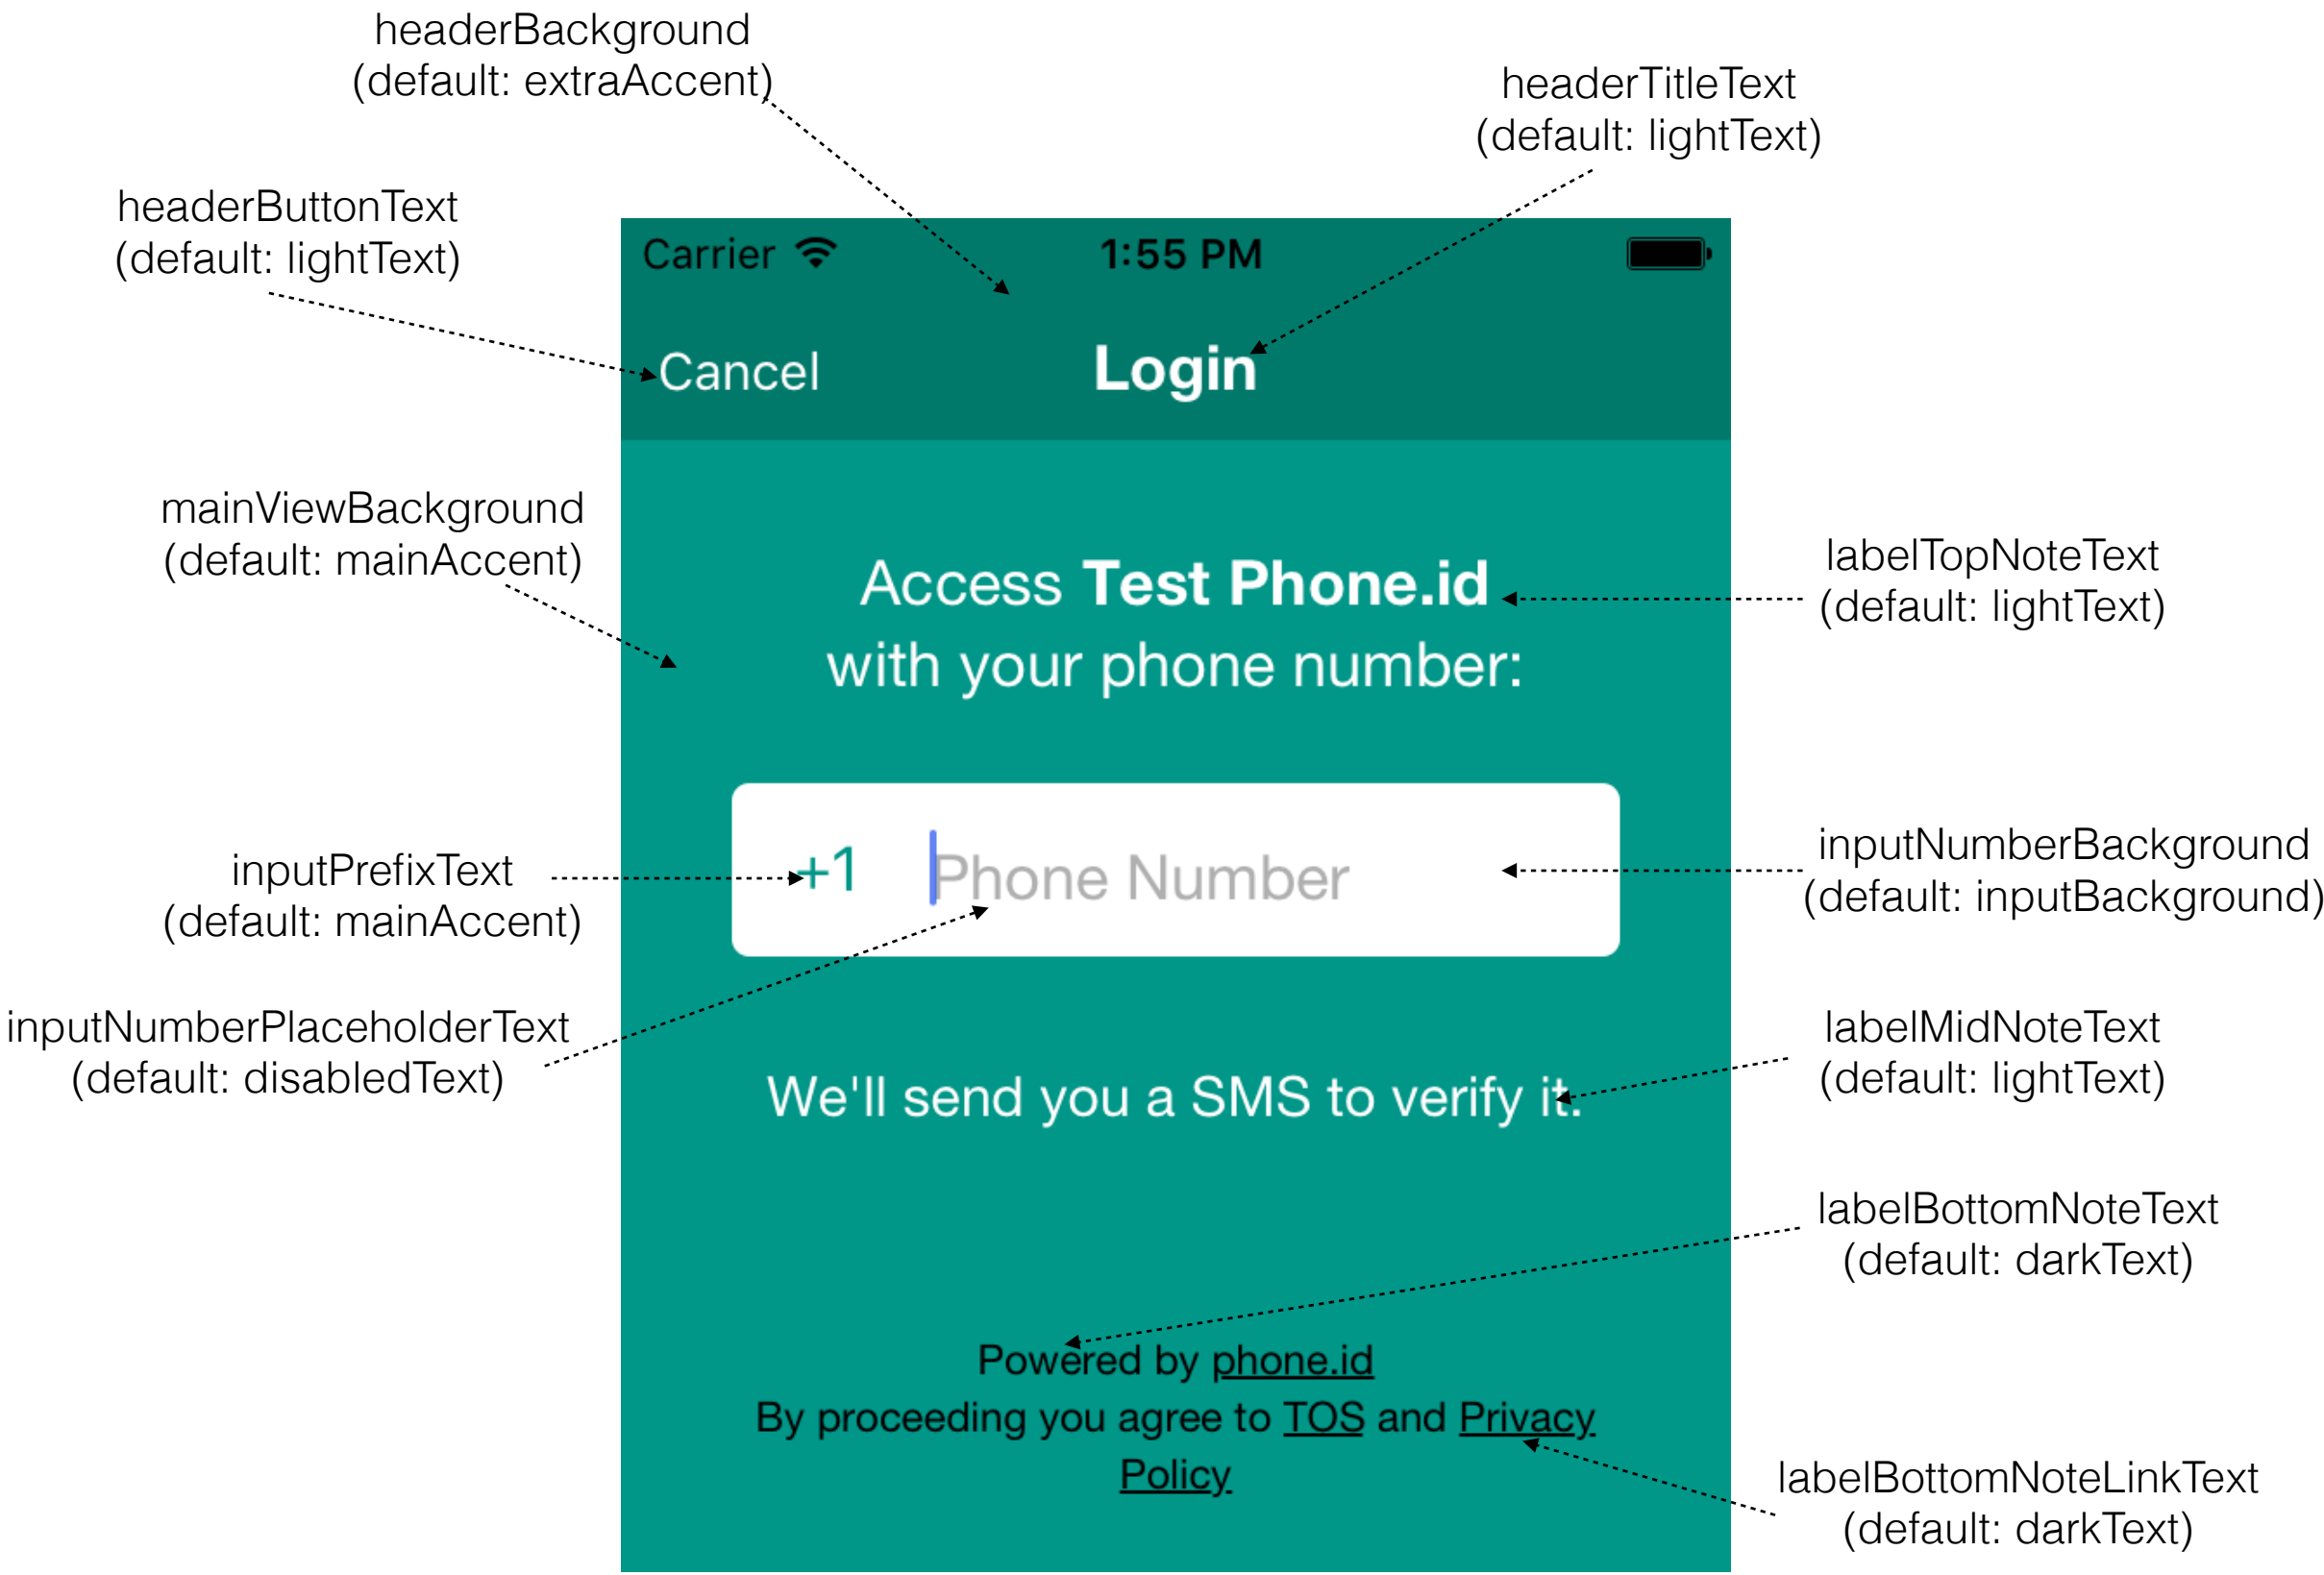 headerBackground
(default: extraAccent)
headerTitleText
(default: lightText)
headerButtonText
(default: lightText)
Carrier 1:55 PM
Cancel Login
mainViewBackground
(default: mainAccent)
Access Test Phone.id
with your phone number:
labelTopNoteText
(default: lightText)
inputPrefixText
(default: mainAccent)
+1 Phone Number
inputNumberBackground
(default: inputBackground)
inputNumberPlaceholderText
(default: disabledText)
labelMidNoteText
(default: lightText)
We'll send you a SMS to verify it.
labelBottomNoteText
(default: darkText)
Powered by phone.id
By proceeding you agree to TOS and Privacy
Policy
labelBottomNoteLinkText
(default: darkText)